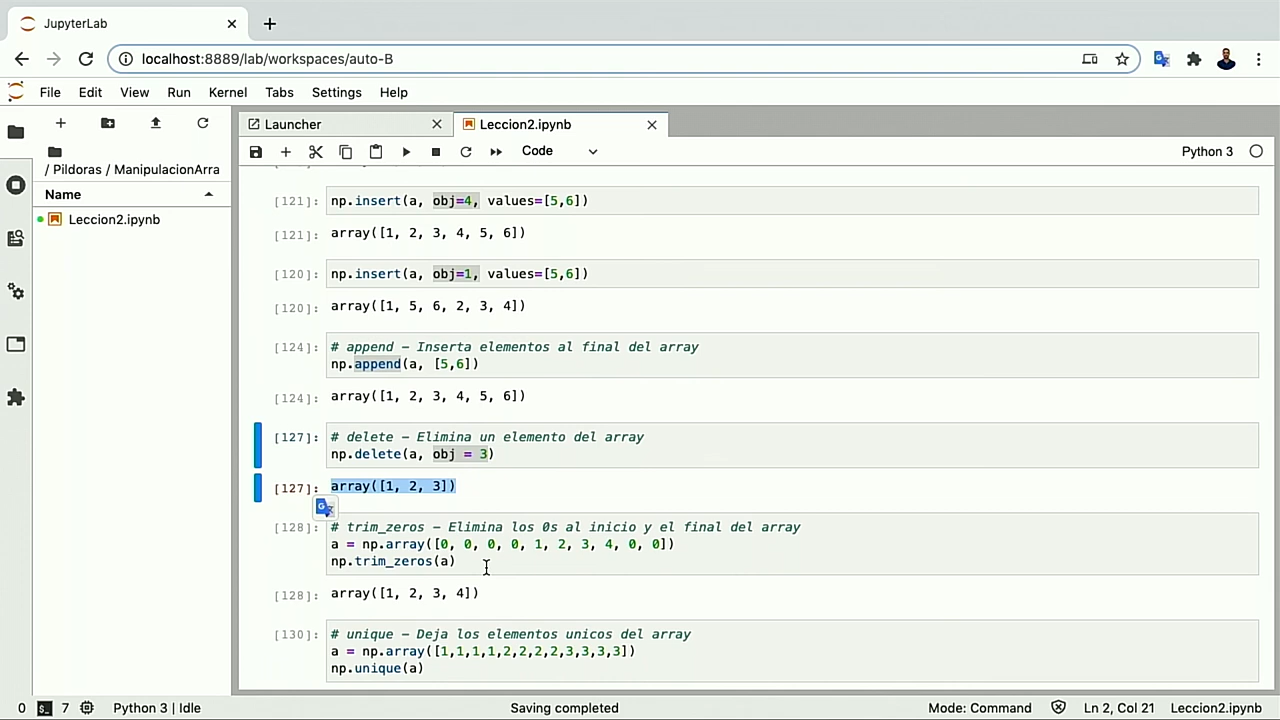 JupyterLab
localhost:8889/lab/workspaces/auto-B
File Edit View Run Kernel Tabs Settings Help
Launcher
Leccion2.ipynb
Code
Python 3
/ Pildoras / ManipulacionArra
Name
Leccion2.ipynb
[121]: np.insert(a, obj=4, values=[5,6])
[121]: array([1, 2, 3, 4, 5, 6])
[120]: np.insert(a, obj=1, values=[5,6])
[120]: array([1, 5, 6, 2, 3, 4])
[124]: # append – Inserta elementos al final del array
np.append(a, [5,6])
[124]: array([1, 2, 3, 4, 5, 6])
[127]: # delete – Elimina un elemento del array
np.delete(a, obj = 3)
[127]: array([1, 2, 3])
[128]: # trim_zeros – Elimina los 0s al inicio y el final del array
a = np.array([0, 0, 0, 0, 1, 2, 3, 4, 0, 0])
np.trim_zeros(a)
[128]: array([1, 2, 3, 4])
[130]: # unique – Deja los elementos unicos del array
a = np.array([1,1,1,1,2,2,2,2,3,3,3,3])
np.unique(a)
0 7 Python 3 | Idle Saving completed Mode: Command Ln 2, Col 21 Leccion2.ipynb